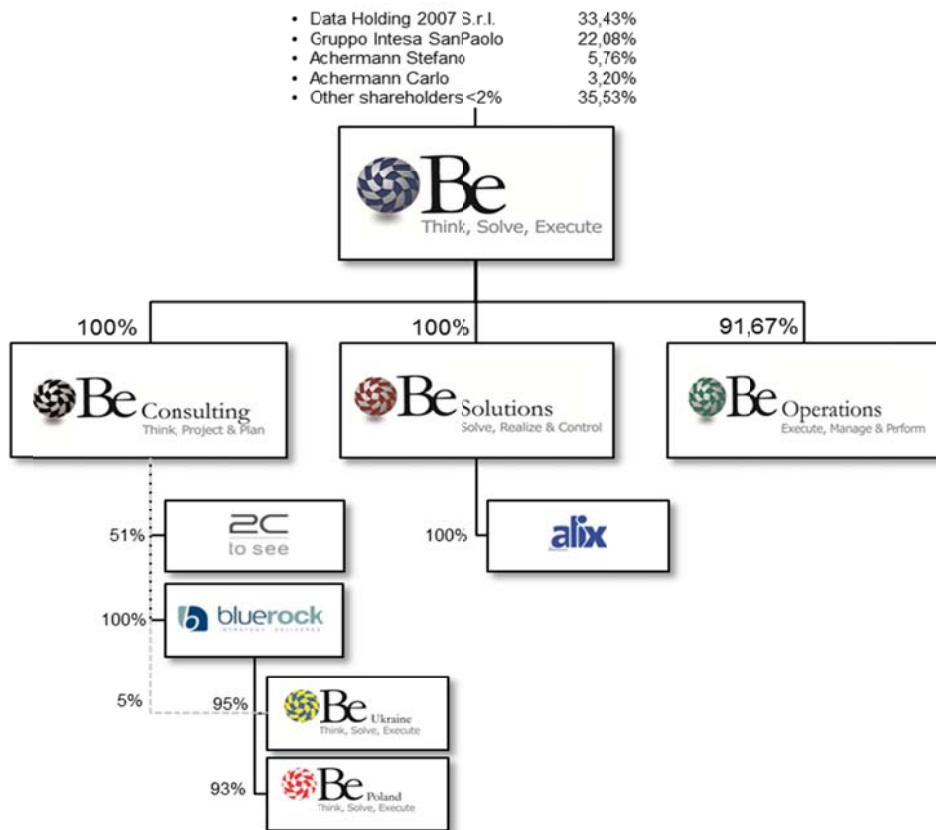 • Data Holding 2007 S.r.l. 33,43%
• Gruppo Intesa SanPaolo 22,08%
• Achermann Stefano 5,76%
• Achermann Carlo 3,20%
• Other shareholders <2% 35,53%
Be
Think, Solve, Execute
100%
100%
91,67%
Be Consulting
Think, Project & Plan
Be Solutions
Solve, Realize & Control
Be Operations
Execute, Manage & Perform
51%
2C
to see
100%
alix
100%
b bluerock
STRATEGY DELIVERED
5%
95%
Be Ukraine
Think, Solve, Execute
93%
Be Poland
Think, Solve, Execute